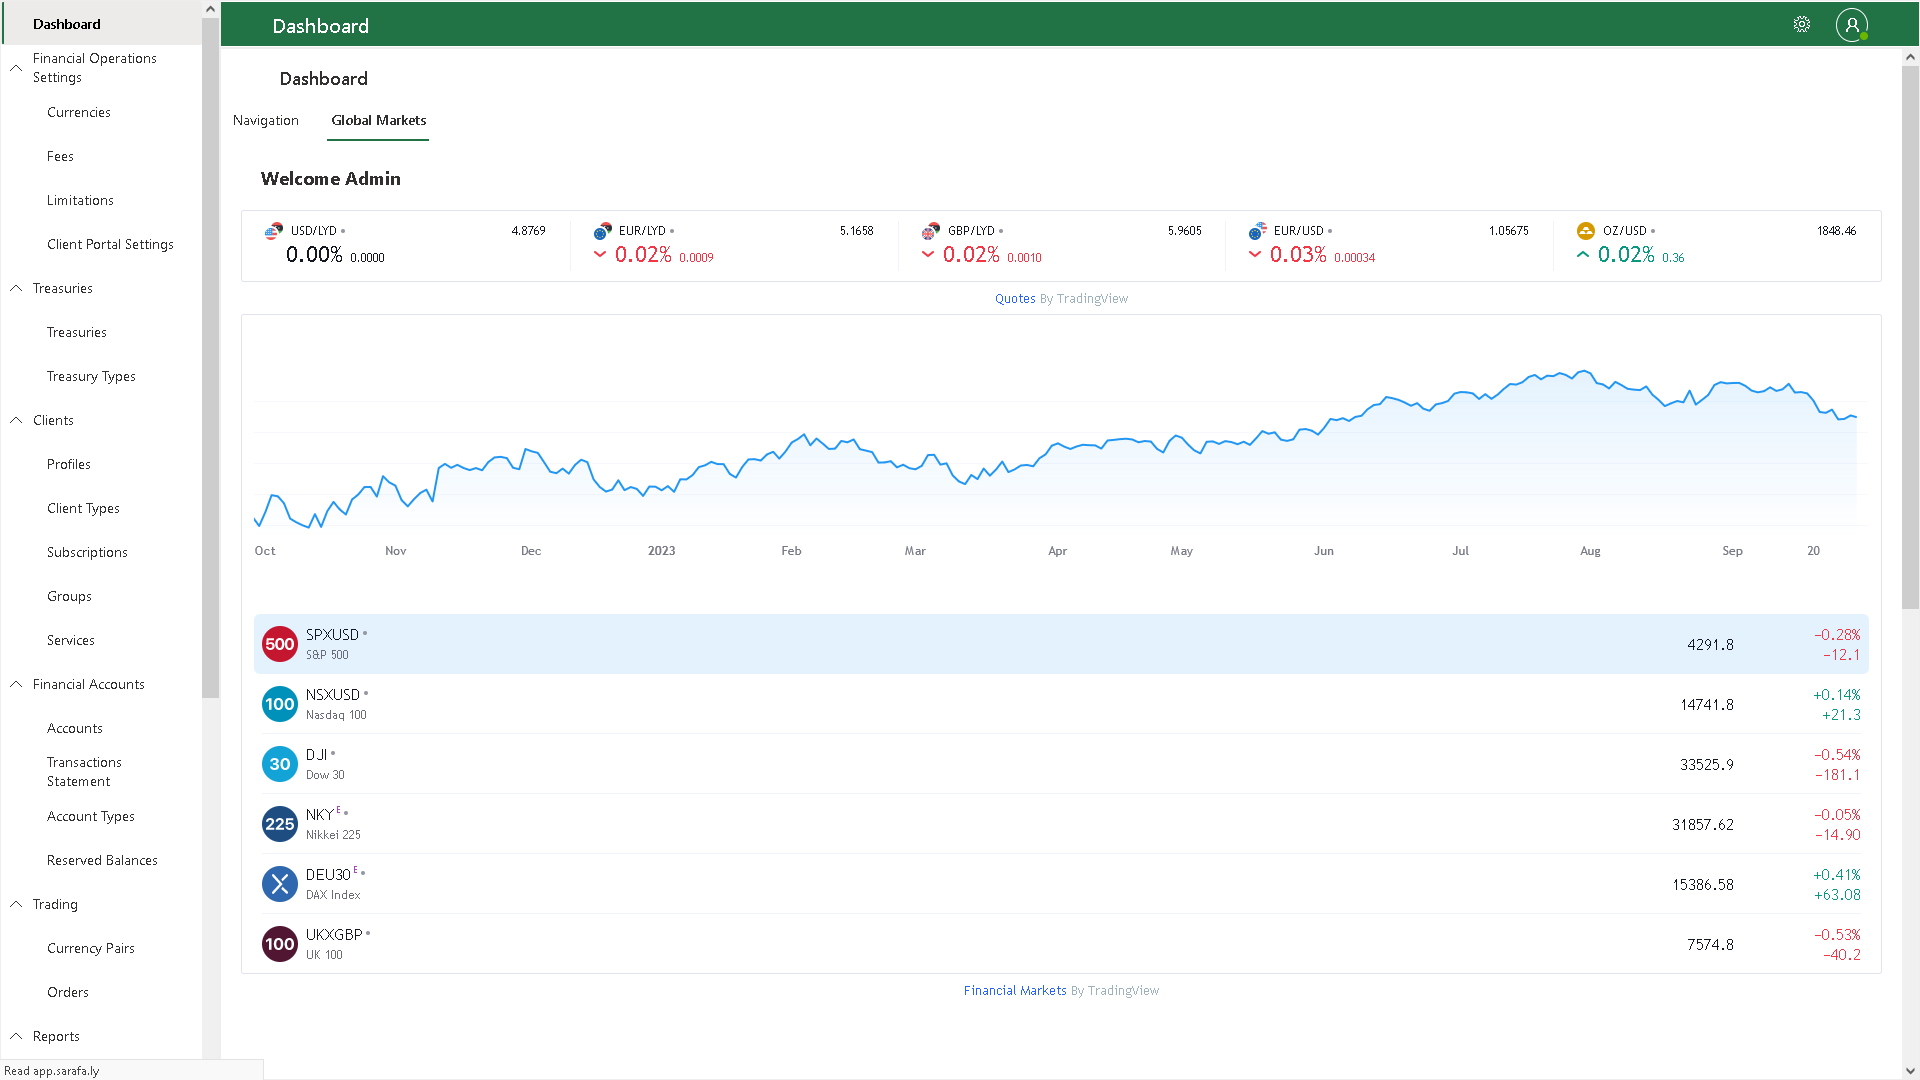 Dashboard
Financial Operations
Settings
Currencies
Fees
Limitations
Client Portal Settings
Treasuries
Treasuries
Treasury Types
Clients
Profiles
Client Types
Subscriptions
Groups
Services
Financial Accounts
Accounts
Transactions
Statement
Account Types
Reserved Balances
Trading
Currency Pairs
Orders
Reports
Read app.sarafa.ly
Dashboard
Dashboard
Navigation Global Markets
Welcome Admin
USD/LYD 4.8769
0.00% 0.0000
EUR/LYD 5.1658
0.02% 0.0009
GBP/LYD 5.9605
0.02% 0.0010
EUR/USD 1.05675
0.03% 0.00034
OZ/USD 1848.46
0.02% 0.36
Quotes By TradingView
Oct Nov Dec 2023 Feb Mar Apr May Jun Jul Aug Sep 20
500 SPXUSD 4291.8 −0.28%
S&P 500 −12.1
100 NSXUSD 14741.8 +0.14%
Nasdaq 100 +21.3
30 DJI 33525.9 −0.54%
Dow 30 −181.1
225 NKY E 31857.62 −0.05%
Nikkei 225 −14.90
DEU30 E 15386.58 +0.41%
DAX Index +63.08
100 UKXGBP 7574.8 −0.53%
UK 100 −40.2
Financial Markets By TradingView